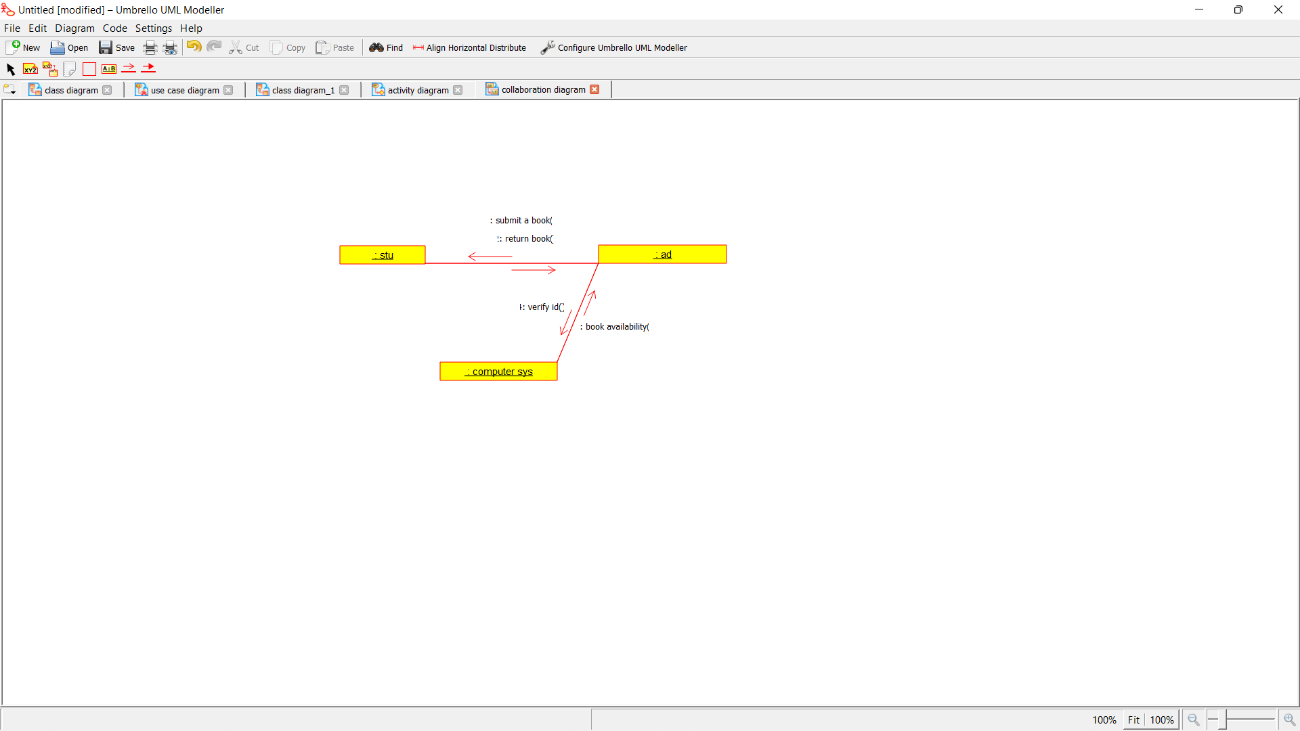 Untitled [modified] – Umbrello UML Modeller
File Edit Diagram Code Settings Help
New Open Save Cut Copy Paste Find Align Horizontal Distribute Configure Umbrello UML Modeller
XYZ A↓B
class diagram use case diagram class diagram_1 activity diagram collaboration diagram
: submit a book(
: return book(
: stu
: ad
: verify id(
: book availability(
: computer sys
100% Fit 100%